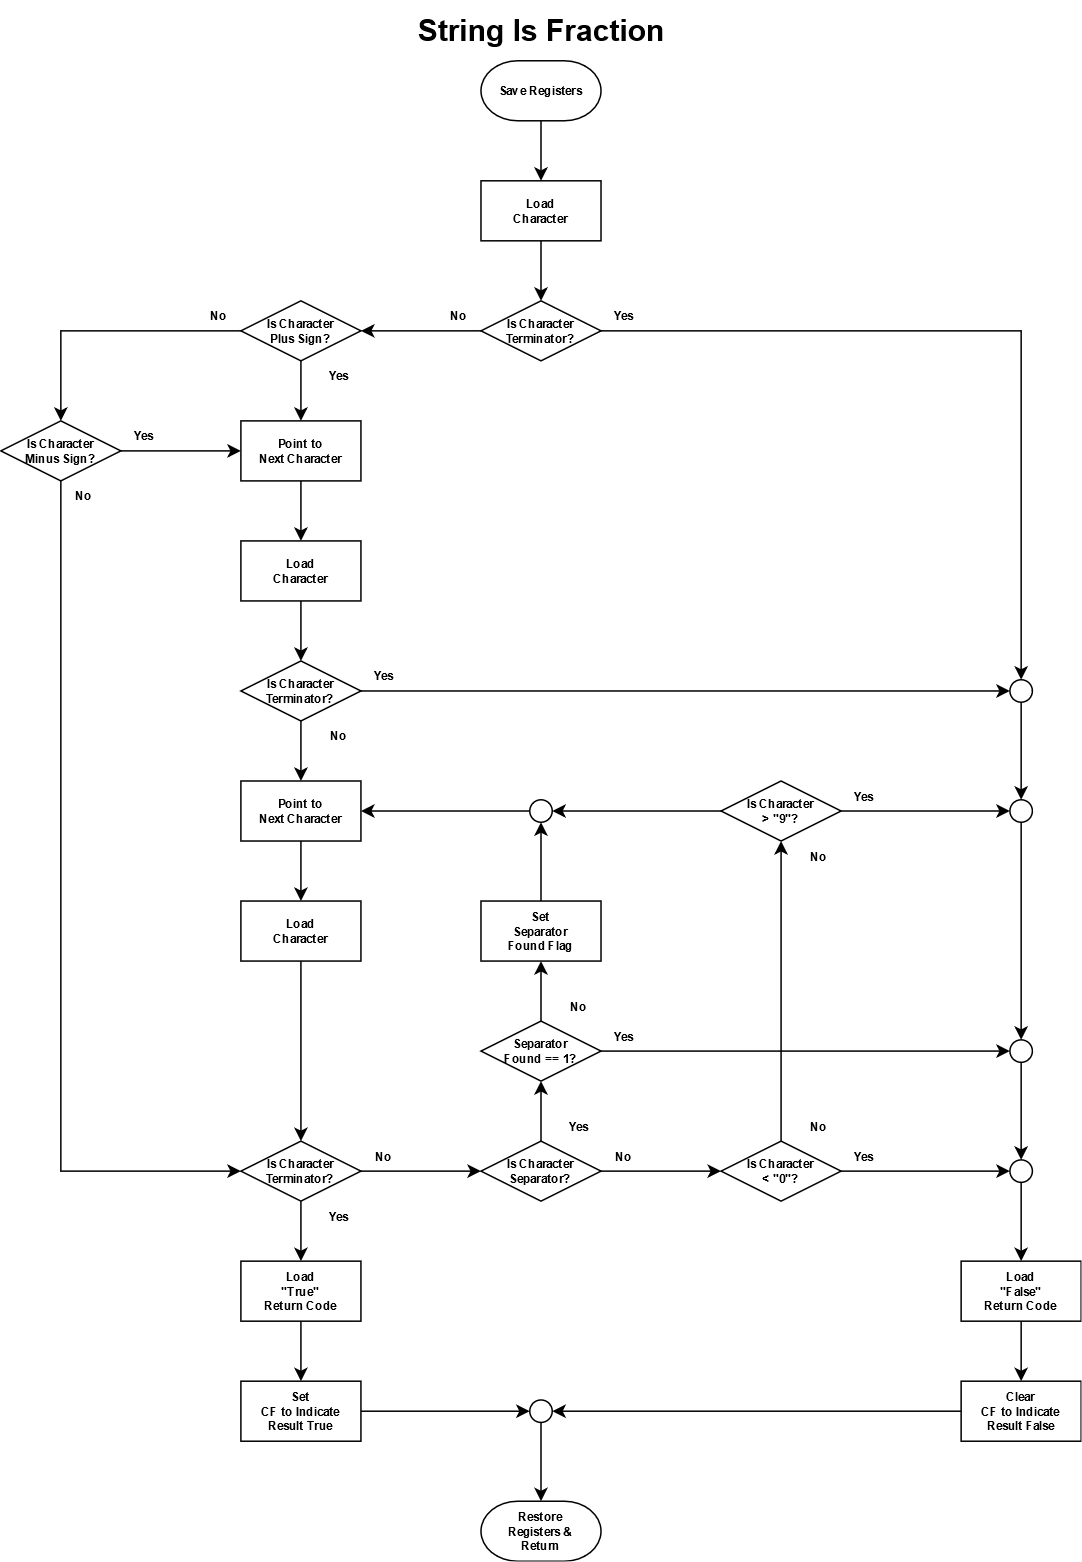 String Is Fraction
Save Registers
Load
Character
No
Is Character
Plus Sign?
No
Is Character
Terminator?
Yes
Yes
Is Character
Minus Sign?
Yes
Point to
Next Character
No
Load
Character
Is Character
Terminator?
Yes
No
Point to
Next Character
Is Character
> "9"?
Yes
No
Load
Character
Set
Separator
Found Flag
No
Separator
Found == 1?
Yes
Yes
No
Is Character
Terminator?
No
Is Character
Separator?
No
Is Character
< "0"?
Yes
Yes
Load
"True"
Return Code
Load
"False"
Return Code
Set
CF to Indicate
Result True
Clear
CF to Indicate
Result False
Restore
Registers &
Return